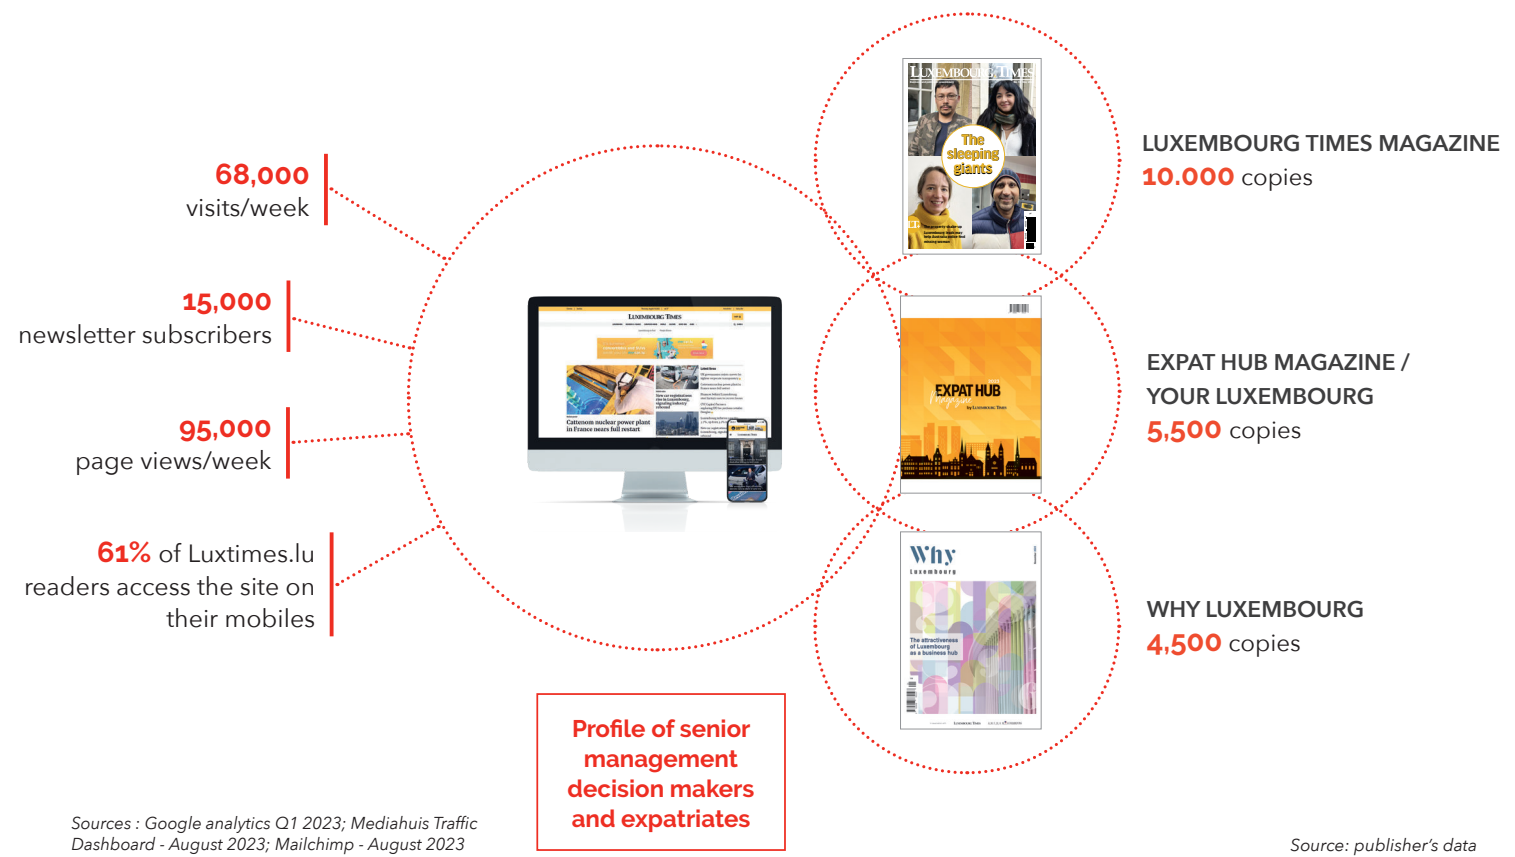 68,000
visits/week
15,000
newsletter subscribers
95,000
page views/week
61% of Luxtimes.lu
readers access the site on
their mobiles
LUXEMBOURG TIMES
Cattenom nuclear power plant
in France nears full restart
LUXEMBOURG TIMES
The
sleeping
giants
LUXEMBOURG TIMES MAGAZINE
10.000 copies
EXPAT HUB
Magazine
by LUXEMBOURG TIMES
EXPAT HUB MAGAZINE /
YOUR LUXEMBOURG
5,500 copies
Why
Luxembourg
The attractiveness
of Luxembourg
as a business hub
WHY LUXEMBOURG
4,500 copies
Profile of senior
management
decision makers
and expatriates
Sources : Google analytics Q1 2023; Mediahuis Traffic
Dashboard - August 2023; Mailchimp - August 2023
Source: publisher's data